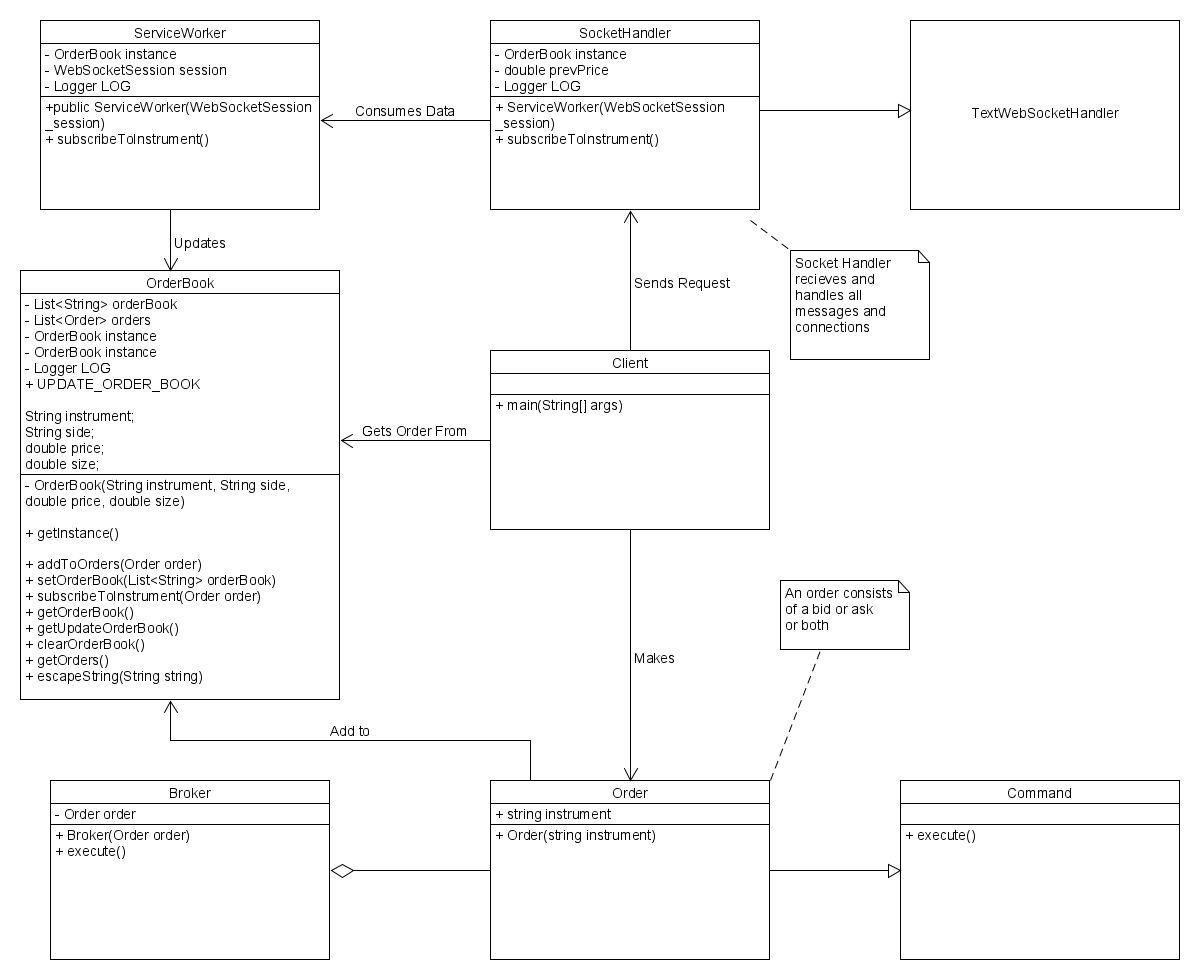 ServiceWorker
- OrderBook instance
- WebSocketSession session
- Logger LOG
+public ServiceWorker(WebSocketSession
_session)
+ subscribeToInstrument()
Consumes Data
SocketHandler
- OrderBook instance
- double prevPrice
- Logger LOG
+ ServiceWorker(WebSocketSession
_session)
+ subscribeToInstrument()
TextWebSocketHandler
Updates
Sends Request
Socket Handler
recieves and
handles all
messages and
connections
OrderBook
- List<String> orderBook
- List<Order> orders
- OrderBook instance
- OrderBook instance
- Logger LOG
+ UPDATE_ORDER_BOOK
String instrument;
String side;
double price;
double size;
- OrderBook(String instrument, String side,
double price, double size)
+ getInstance()
+ addToOrders(Order order)
+ setOrderBook(List<String> orderBook)
+ subscribeToInstrument(Order order)
+ getOrderBook()
+ getUpdateOrderBook()
+ clearOrderBook()
+ getOrders()
+ escapeString(String string)
Gets Order From
Client
+ main(String[] args)
An order consists
of a bid or ask
or both
Makes
Add to
Broker
- Order order
+ Broker(Order order)
+ execute()
Order
+ string instrument
+ Order(string instrument)
Command
+ execute()